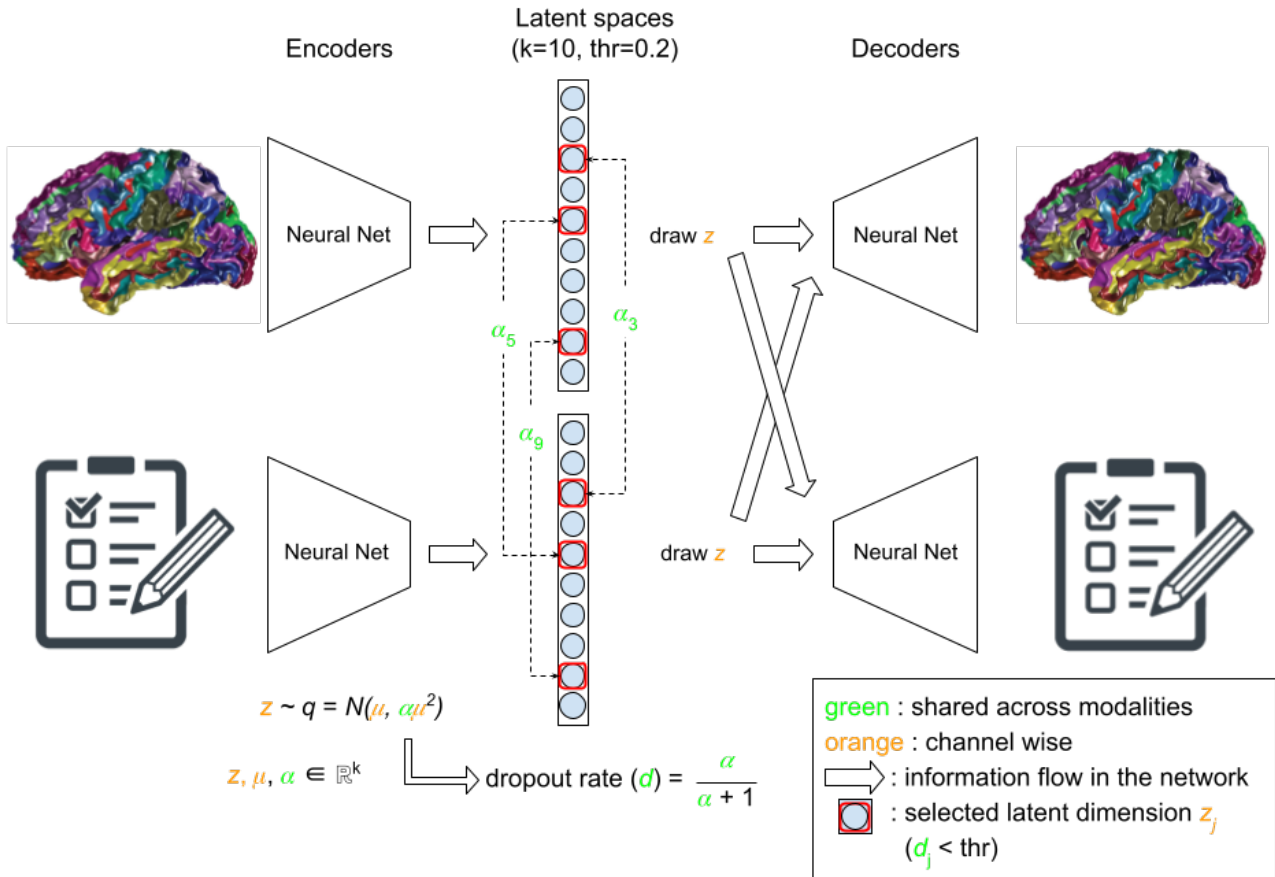 Latent spaces
(k=10, thr=0.2)
Encoders
Decoders
Neural Net
draw z
Neural Net
α5
α3
α9
Neural Net
draw z
Neural Net
z ~ q = N(μ, αμ²)
z, μ, α ∈ ℝᵏ
dropout rate (d) = α / α + 1
green : shared across modalities
orange : channel wise
: information flow in the network
: selected latent dimension zj
(dj < thr)